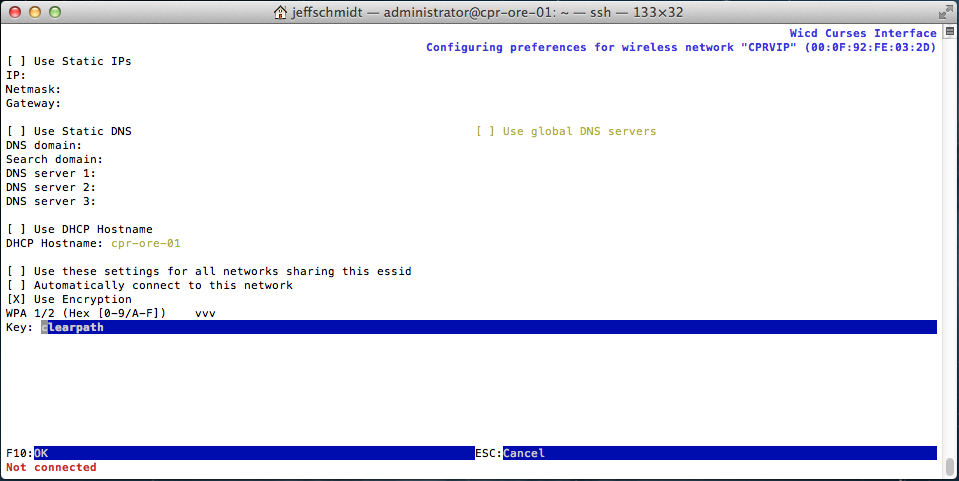 jeffschmidt — administrator@cpr-ore-01: ~ — ssh — 133×32
Wicd Curses Interface
Configuring preferences for wireless network "CPRVIP" (00:0F:92:FE:03:2D)
[ ] Use Static IPs
IP:
Netmask:
Gateway:
[ ] Use Static DNS [ ] Use global DNS servers
DNS domain:
Search domain:
DNS server 1:
DNS server 2:
DNS server 3:
[ ] Use DHCP Hostname
DHCP Hostname: cpr-ore-01
[ ] Use these settings for all networks sharing this essid
[ ] Automatically connect to this network
[X] Use Encryption
WPA 1/2 (Hex [0-9/A-F]) vvv
Key: clearpath
F10:OK ESC:Cancel
Not connected